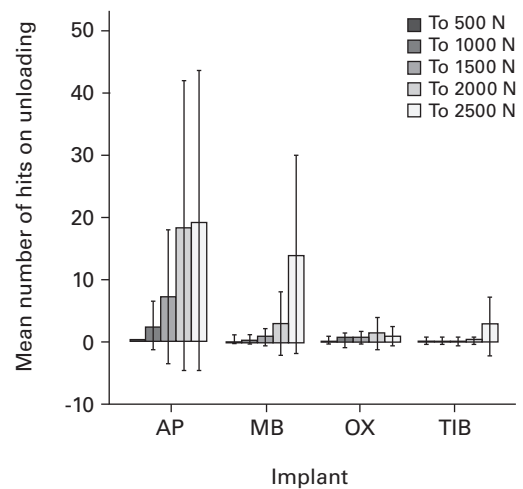 Mean number of hits on unloading
50
40
30
20
10
0
-10
To 500 N
To 1000 N
To 1500 N
To 2000 N
To 2500 N
AP MB OX TIB
Implant